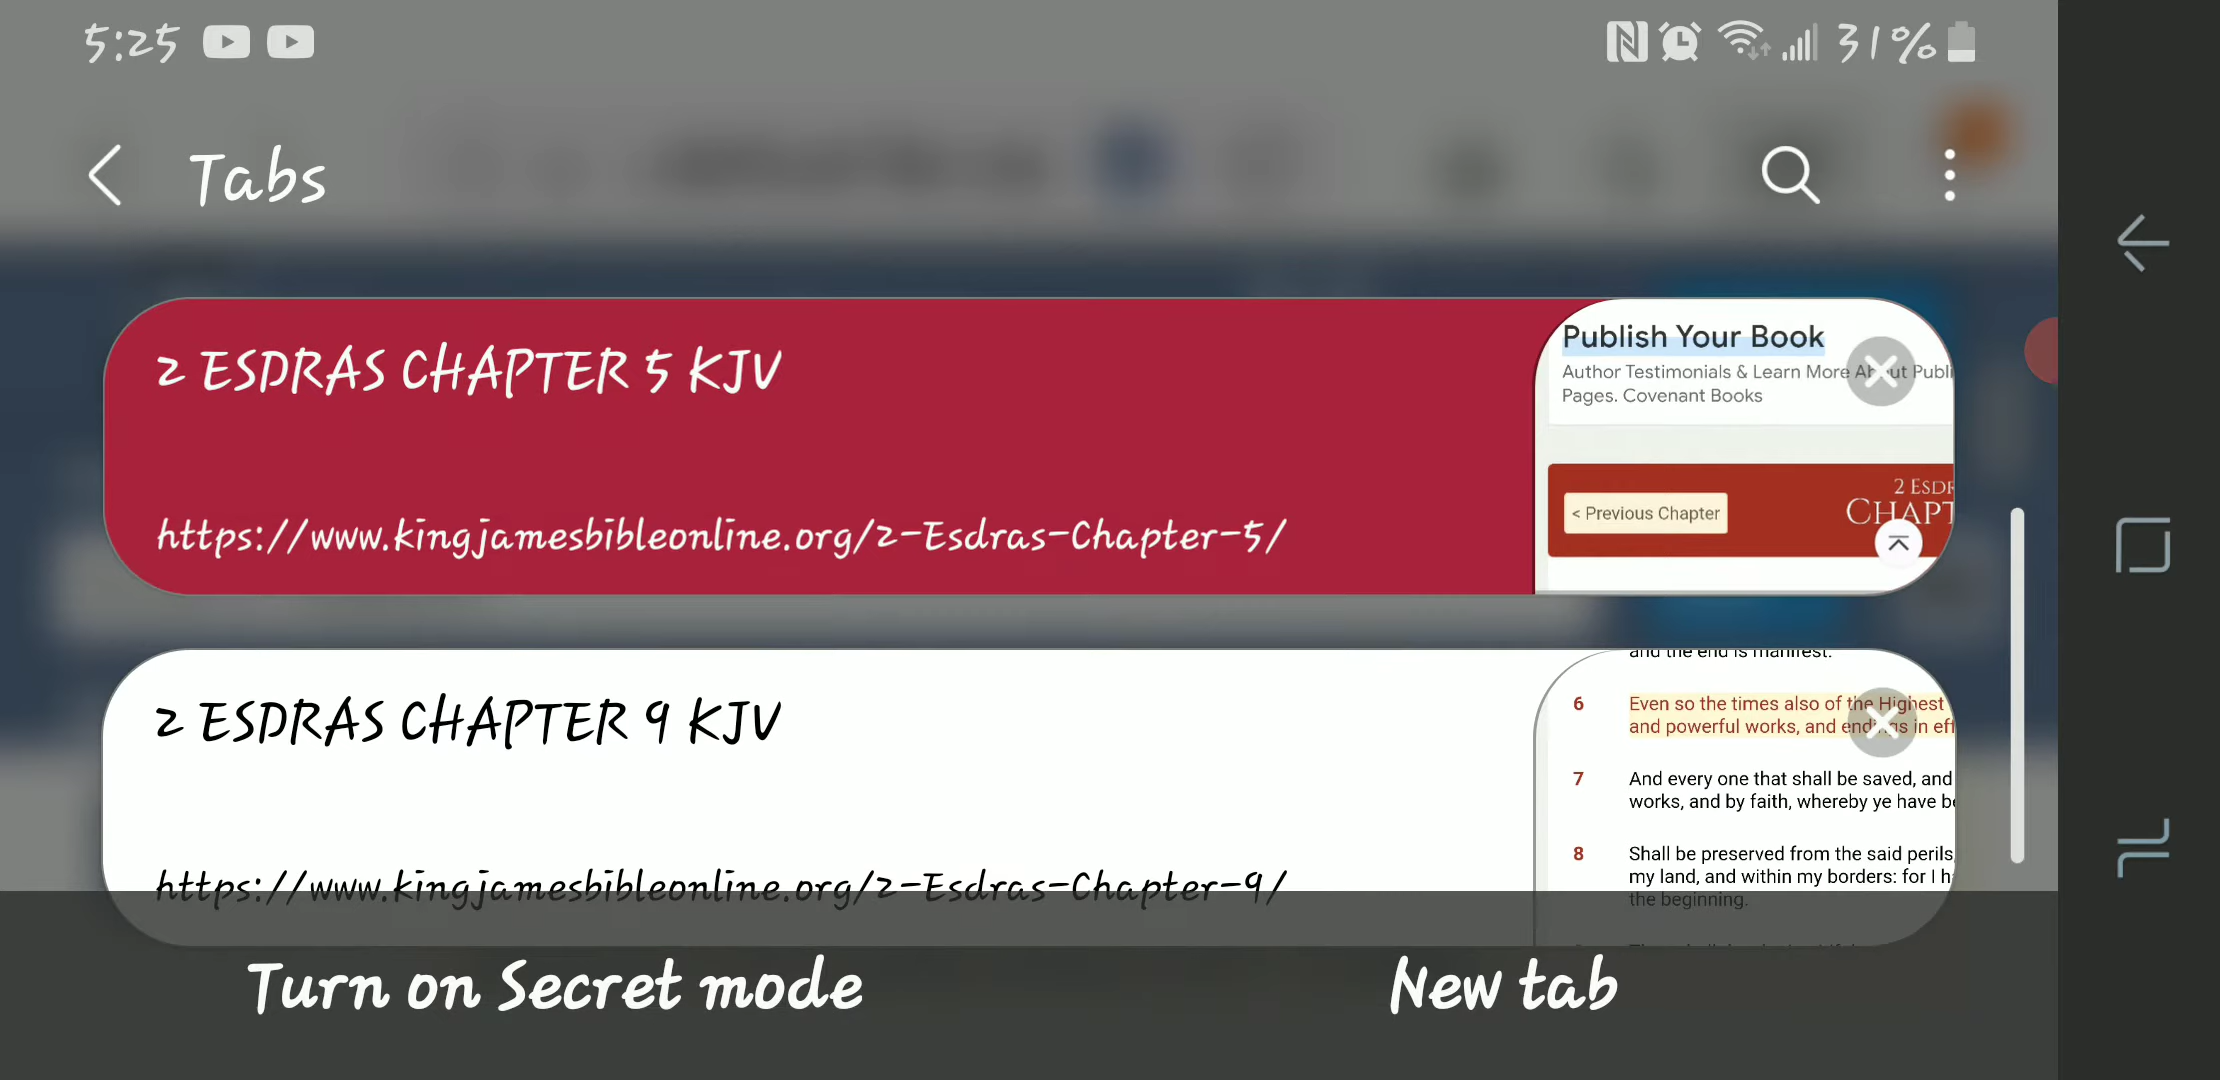 5:25
31%
Tabs
2 ESDRAS CHAPTER 5 KJV
https://www.kingjamesbibleonline.org/2-Esdras-Chapter-5/
Publish Your Book
Author Testimonials & Learn More About Publi
Pages. Covenant Books
< Previous Chapter
2 ESDR
CHAPT
2 ESDRAS CHAPTER 9 KJV
https://www.kingjamesbibleonline.org/2-Esdras-Chapter-9/
and the end is manifest.
6 Even so the times also of the Highest
and powerful works, and endings in eff
7 And every one that shall be saved, and
works, and by faith, whereby ye have be
8 Shall be preserved from the said perils,
my land, and within my borders: for I h
the beginning.
Turn on Secret mode
New tab